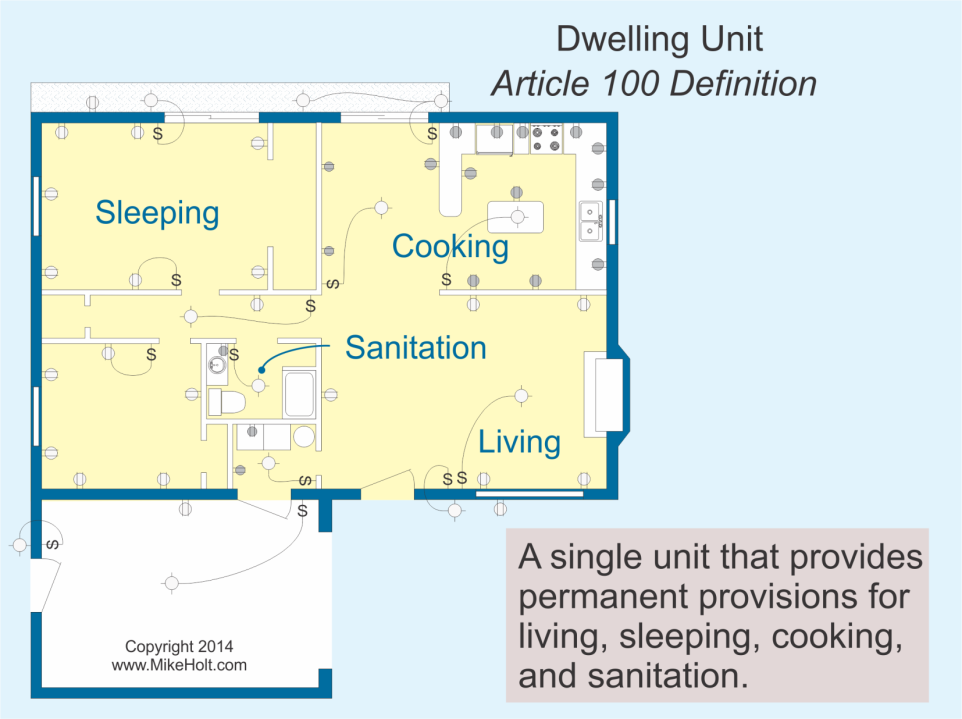 Dwelling Unit
Article 100 Definition
S
S
Sleeping
Cooking
S
S
S
S
Sanitation
S
S
Living
S
S
S
S
S
A single unit that provides
permanent provisions for
living, sleeping, cooking,
and sanitation.
Copyright 2014
www.MikeHolt.com